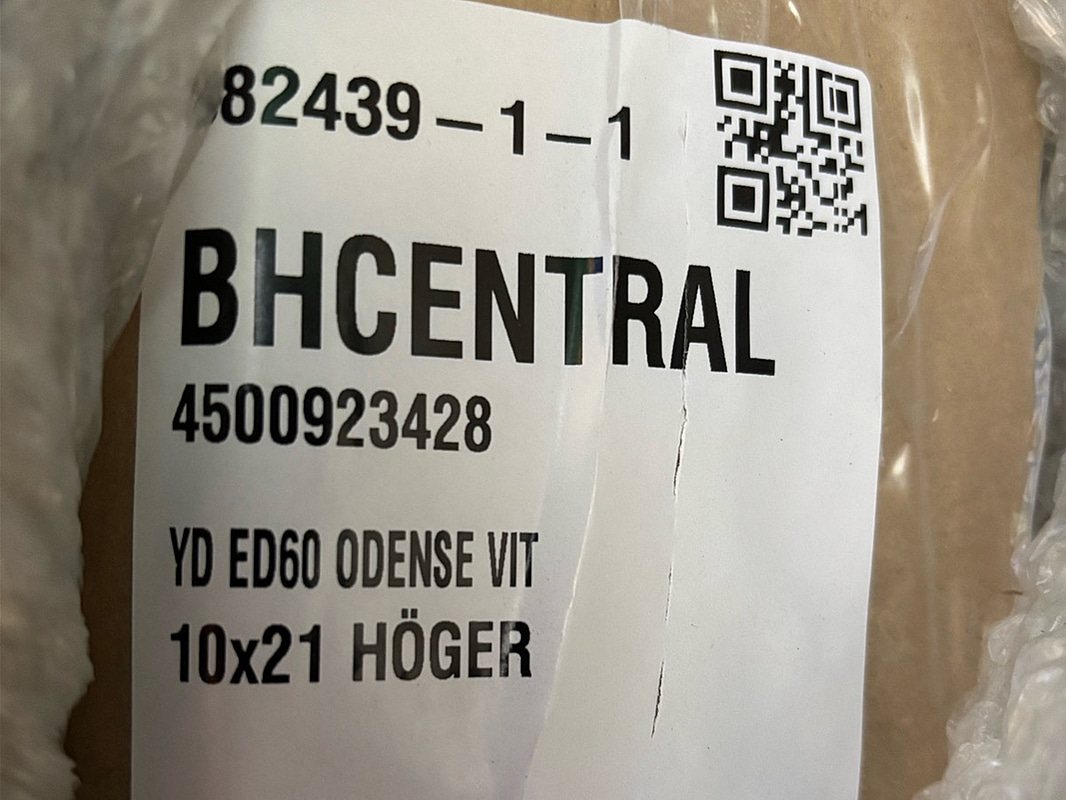 82439-1-1
BHCENTRAL
4500923428
YD ED60 ODENSE VIT
10x21 HÖGER